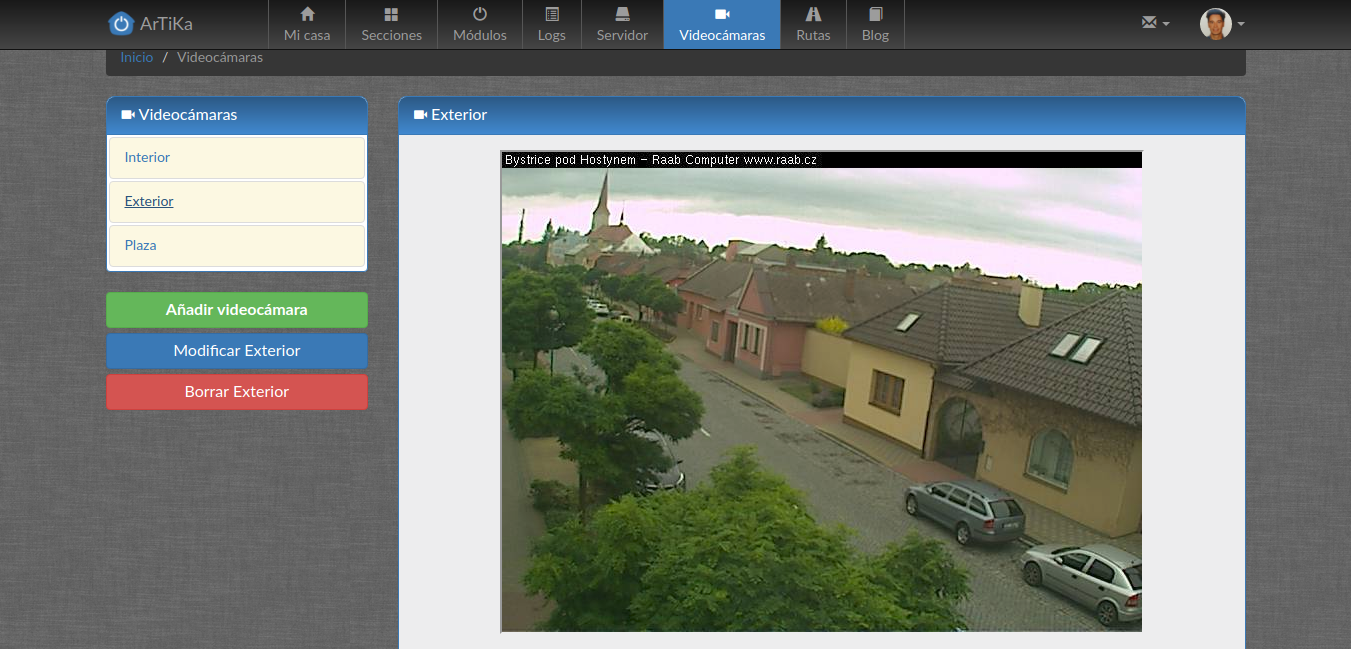 ArTiKa
Mi casa
Secciones
Módulos
Logs
Servidor
Videocámaras
Rutas
Blog
Inicio / Videocámaras
Videocámaras
Interior
Exterior
Plaza
Añadir videocámara
Modificar Exterior
Borrar Exterior
Exterior
Bystrice pod Hostynem – Raab Computer www.raab.cz